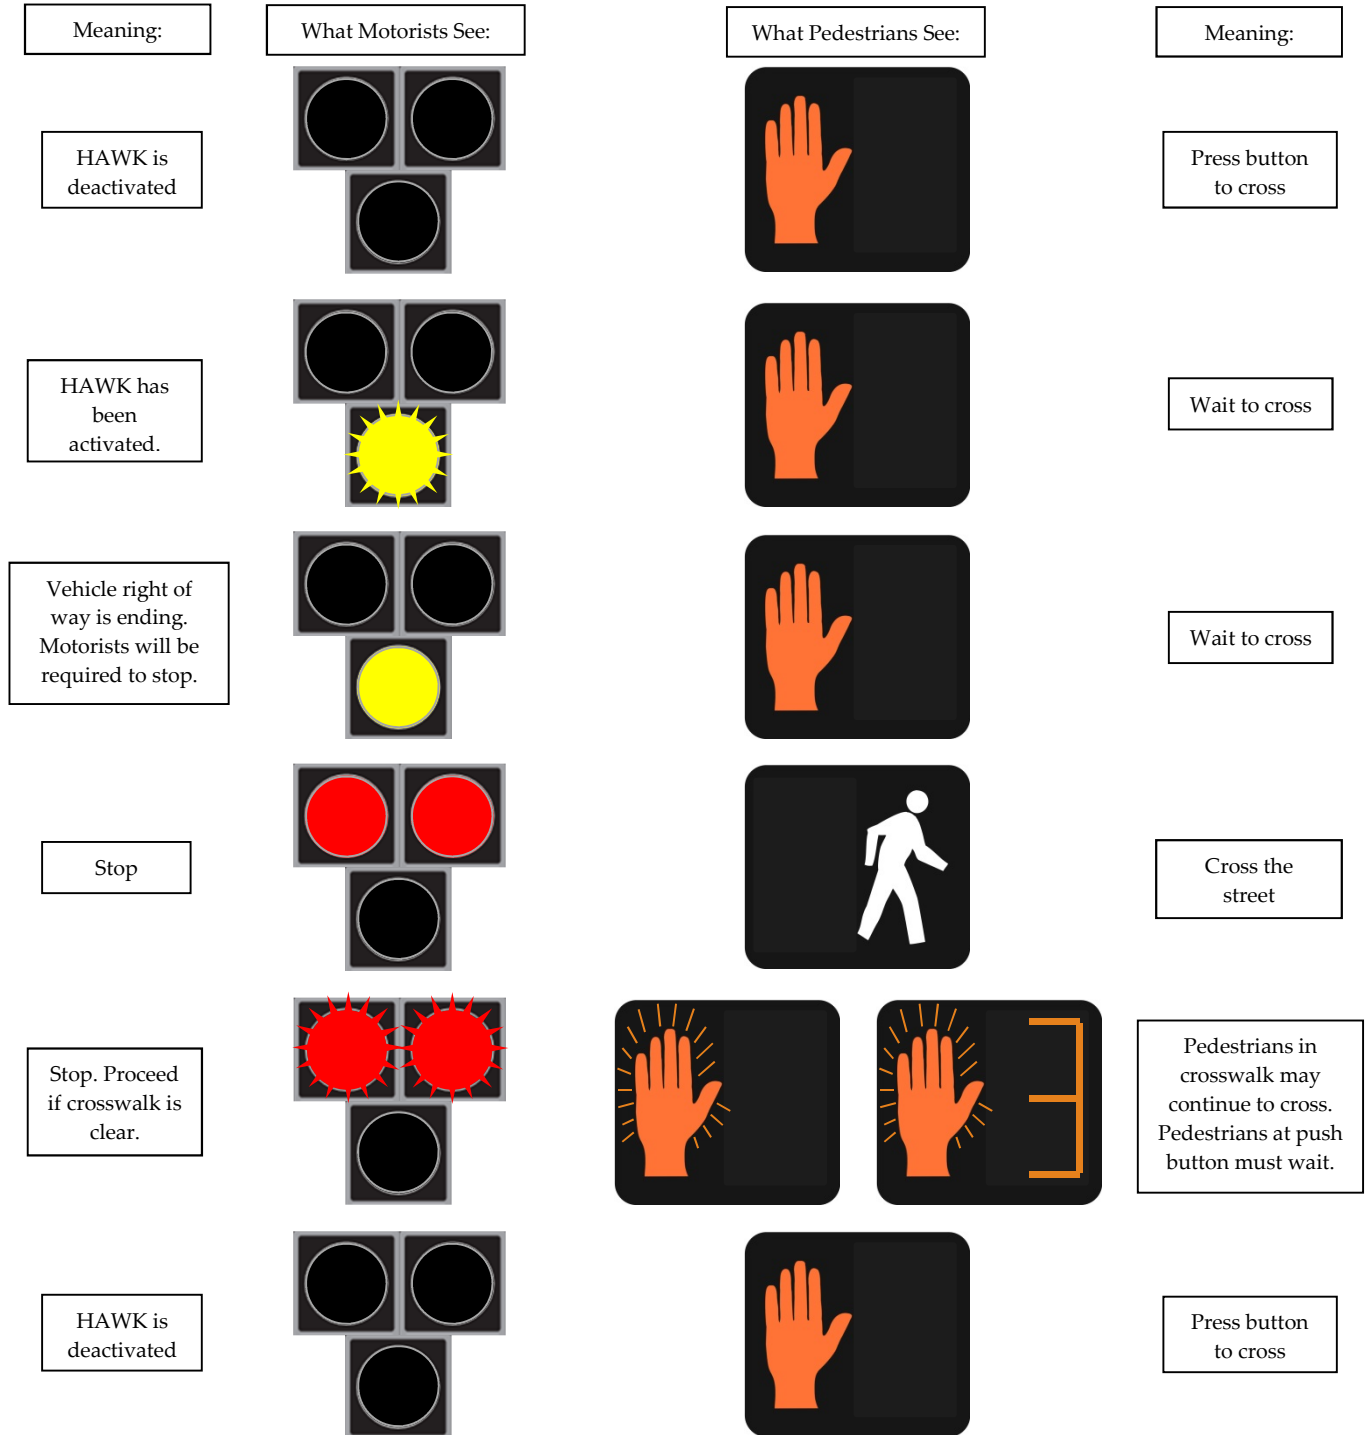 Meaning:
What Motorists See:
What Pedestrians See:
Meaning:
HAWK is
deactivated
Press button
to cross
HAWK has
been
activated.
Wait to cross
Vehicle right of
way is ending.
Motorists will be
required to stop.
Wait to cross
Stop
Cross the
street
Stop. Proceed
if crosswalk is
clear.
3
Pedestrians in
crosswalk may
continue to cross.
Pedestrians at push
button must wait.
HAWK is
deactivated
Press button
to cross